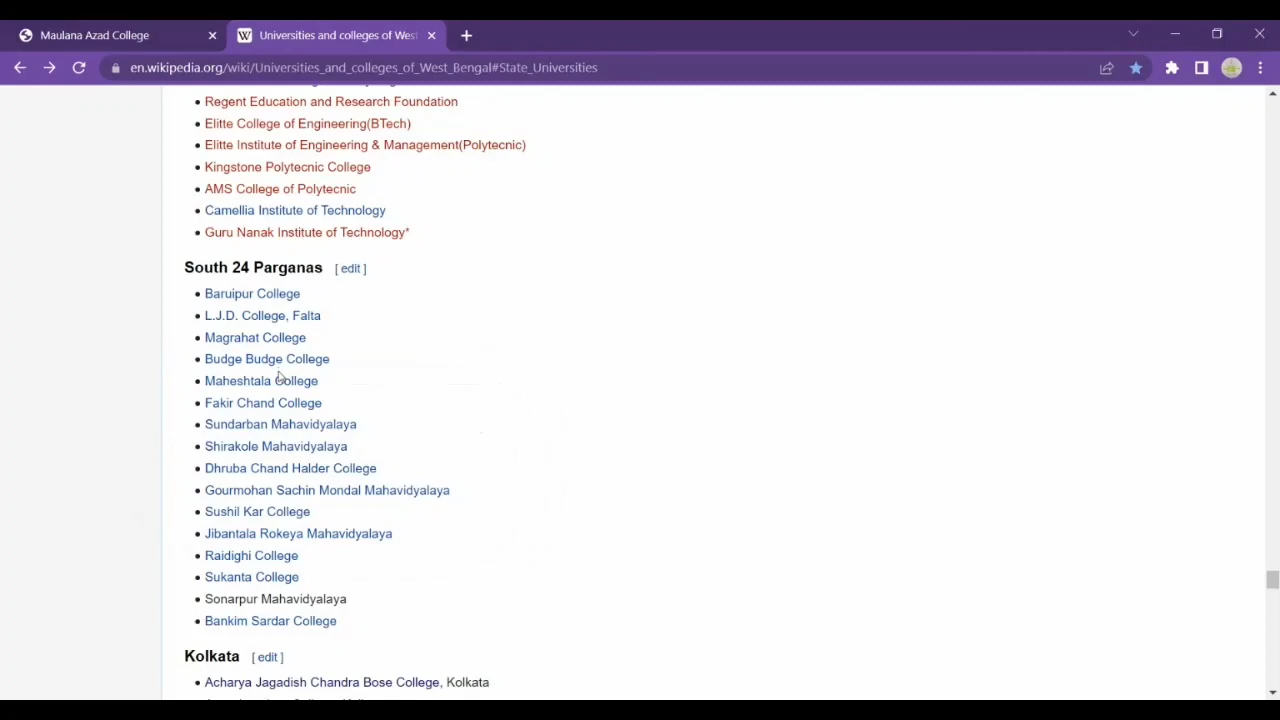 Maulana Azad College
Universities and colleges of West
en.wikipedia.org/wiki/Universities_and_colleges_of_West_Bengal#State_Universities
Regent Education and Research Foundation
Elitte College of Engineering(BTech)
Elitte Institute of Engineering & Management(Polytecnic)
Kingstone Polytecnic College
AMS College of Polytecnic
Camellia Institute of Technology
Guru Nanak Institute of Technology*
South 24 Parganas [ edit ]
Baruipur College
L.J.D. College, Falta
Magrahat College
Budge Budge College
Maheshtala College
Fakir Chand College
Sundarban Mahavidyalaya
Shirakole Mahavidyalaya
Dhruba Chand Halder College
Gourmohan Sachin Mondal Mahavidyalaya
Sushil Kar College
Jibantala Rokeya Mahavidyalaya
Raidighi College
Sukanta College
Sonarpur Mahavidyalaya
Bankim Sardar College
Kolkata [ edit ]
Acharya Jagadish Chandra Bose College, Kolkata